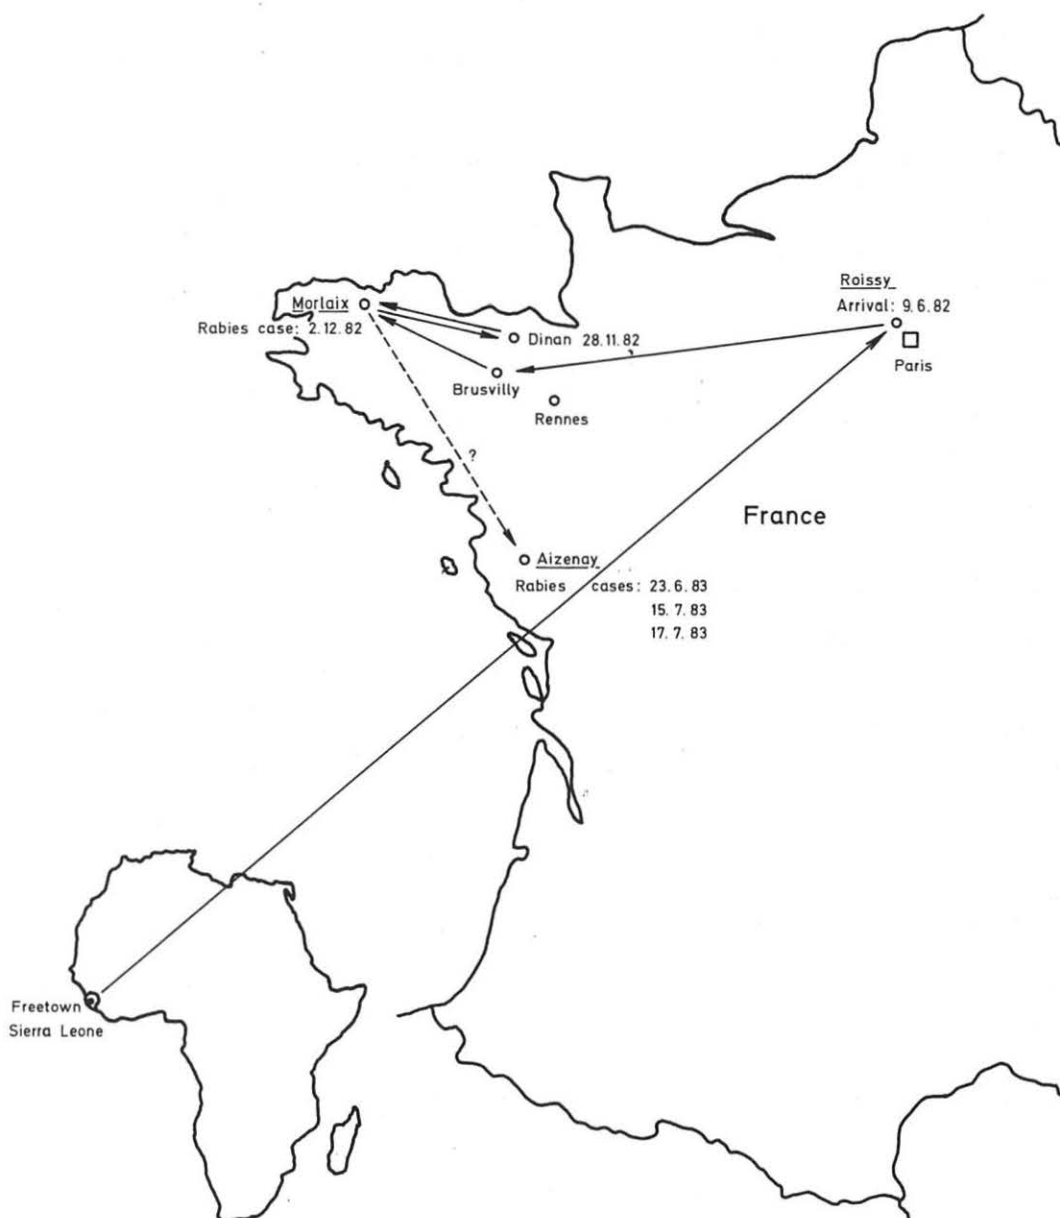 Roissy
Arrival: 9.6.82
Paris
Morlaix
Rabies case: 2.12.82
Dinan 28.11.82
Brusvilly
Rennes
?
France
Aizenay
Rabies cases: 23.6.83
15.7.83
17.7.83
Freetown
Sierra Leone